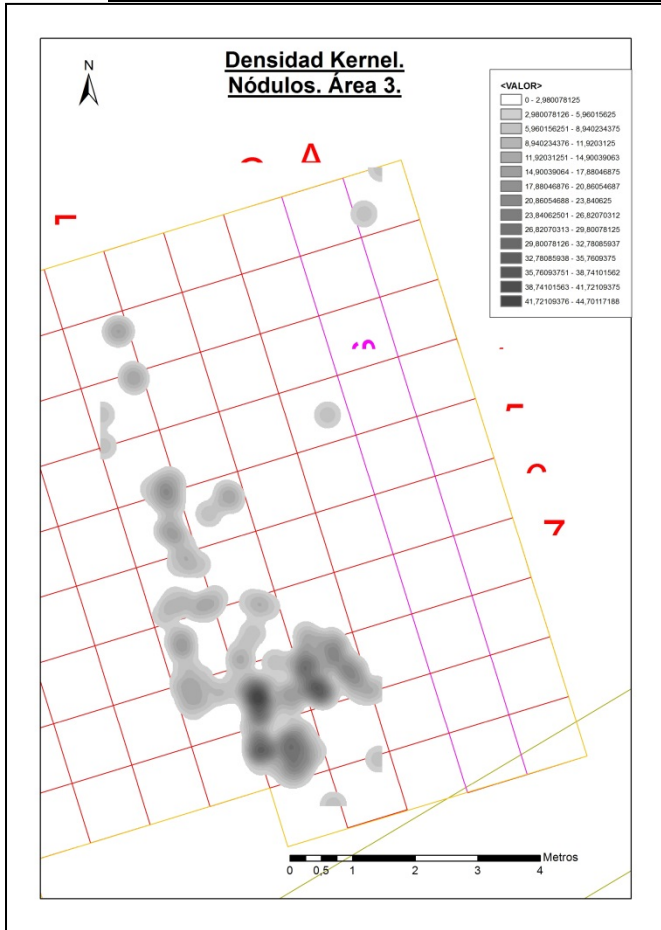 N
Densidad Kernel.
Nódulos. Área 3.
<VALOR>
0 - 2,980078125
2,980078126 - 5,96015625
5,960156251 - 8,940234375
8,940234376 - 11,9203125
11,92031251 - 14,90039063
14,90039064 - 17,88046875
17,88046876 - 20,86054687
20,86054688 - 23,840625
23,84062501 - 26,82070312
26,82070313 - 29,80078125
29,80078126 - 32,78085937
32,78085938 - 35,7609375
35,76093751 - 38,74101562
38,74101563 - 41,72109375
41,72109376 - 44,70117188
Metros
0 0,5 1 2 3 4